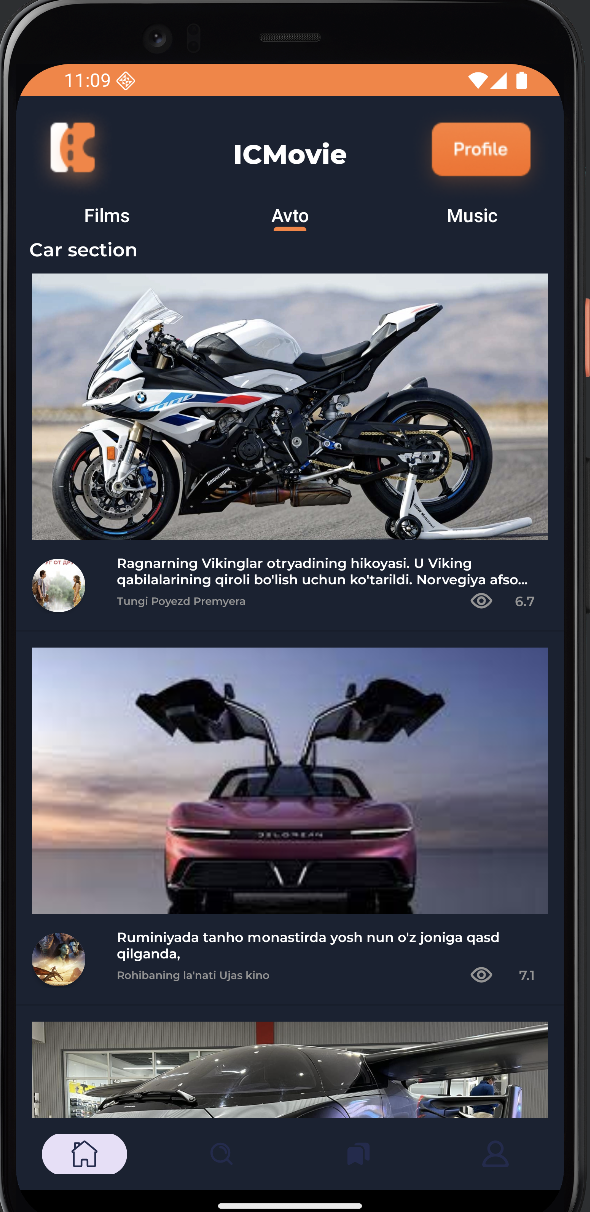 11:09
ICMovie
Profile
Films
Avto
Music
Car section
Ragnarning Vikinglar otryadining hikoyasi. U Viking
qabilalarining qiroli bo'lish uchun ko'tarildi. Norvegiya afso...
Tungi Poyezd Premyera
6.7
DELOREAN
Ruminiyada tanho monastirda yosh nun o'z joniga qasd
qilganda,
Rohibaning la'nati Ujas kino
7.1